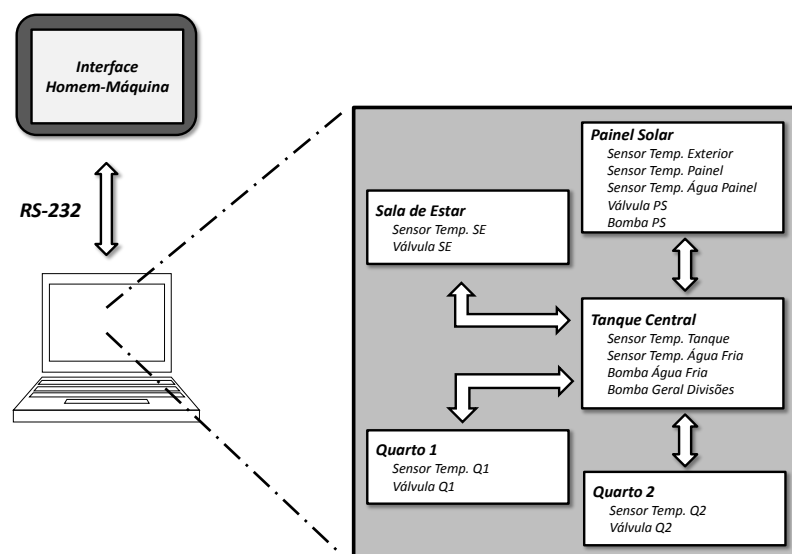 Interface
Homem-Máquina
RS-232
Painel Solar
Sensor Temp. Exterior
Sensor Temp. Painel
Sensor Temp. Água Painel
Válvula PS
Bomba PS
Sala de Estar
Sensor Temp. SE
Válvula SE
Tanque Central
Sensor Temp. Tanque
Sensor Temp. Água Fria
Bomba Água Fria
Bomba Geral Divisões
Quarto 1
Sensor Temp. Q1
Válvula Q1
Quarto 2
Sensor Temp. Q2
Válvula Q2